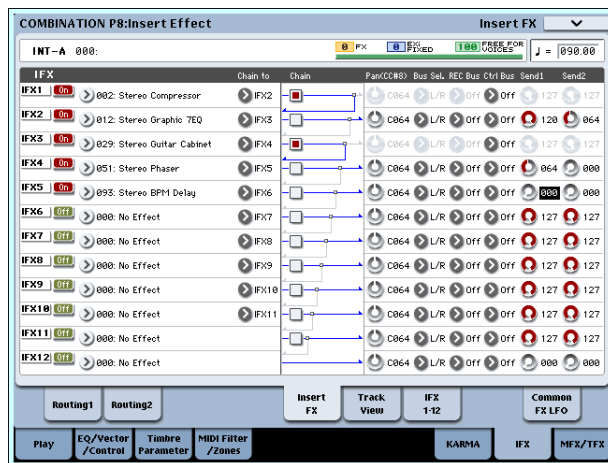 COMBINATION P8:Insert Effect Insert FX
INT-A 000: 0 FX 0 EXi FIXED 100 FREE FOR VOICES ♩ = 090.00
IFX Chain to Chain Pan(CC#8) Bus Sel. REC Bus Ctrl Bus Send1 Send2
IFX1 On 002: Stereo Compressor IFX2 C064 L/R Off Off 127 127
IFX2 On 012: Stereo Graphic 7EQ IFX3 C064 L/R Off Off 120 064
IFX3 On 029: Stereo Guitar Cabinet IFX4 C064 L/R Off Off 127 127
IFX4 On 051: Stereo Phaser IFX5 C064 L/R Off Off 064 000
IFX5 On 093: Stereo BPM Delay IFX6 C064 L/R Off Off 000 000
IFX6 Off 000: No Effect IFX7 C064 L/R Off Off 127 127
IFX7 Off 000: No Effect IFX8 C064 L/R Off Off 127 127
IFX8 Off 000: No Effect IFX9 C064 L/R Off Off 127 127
IFX9 Off 000: No Effect IFX10 C064 L/R Off Off 127 127
IFX10 Off 000: No Effect IFX11 C064 L/R Off Off 127 127
IFX11 Off 000: No Effect C064 L/R Off Off 127 127
IFX12 Off 000: No Effect C064 L/R Off Off 000 000
Routing1 Routing2 Insert FX Track View IFX 1-12 Common FX LFO
Play EQ/Vector /Control Timbre Parameter MIDI Filter /Zones KARMA IFX MFX/TFX